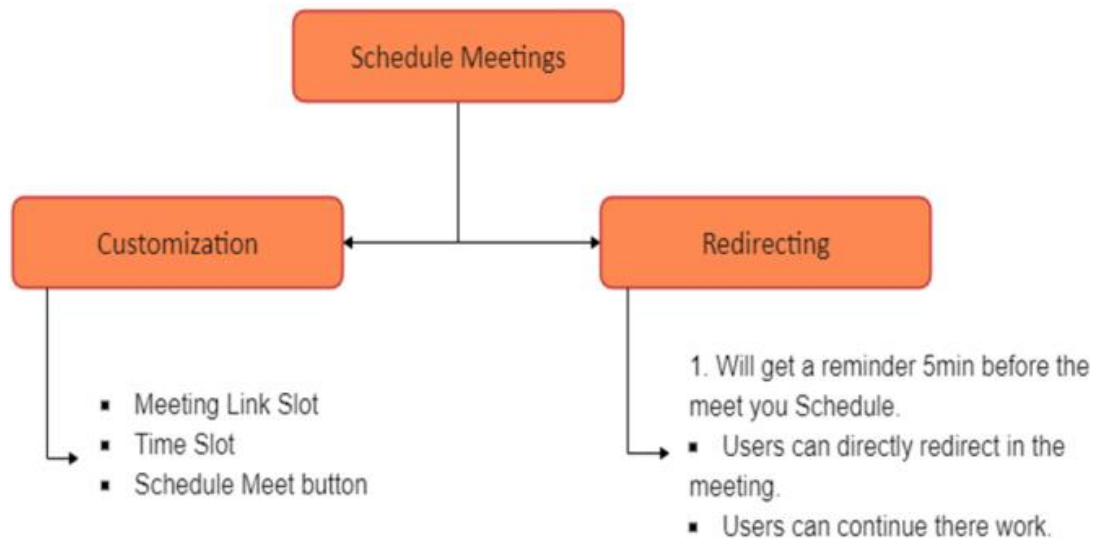 Schedule Meetings
Customization
Redirecting
▪ Meeting Link Slot
▪ Time Slot
▪ Schedule Meet button
1. Will get a reminder 5min before the
meet you Schedule.
▪ Users can directly redirect in the
meeting.
▪ Users can continue there work.